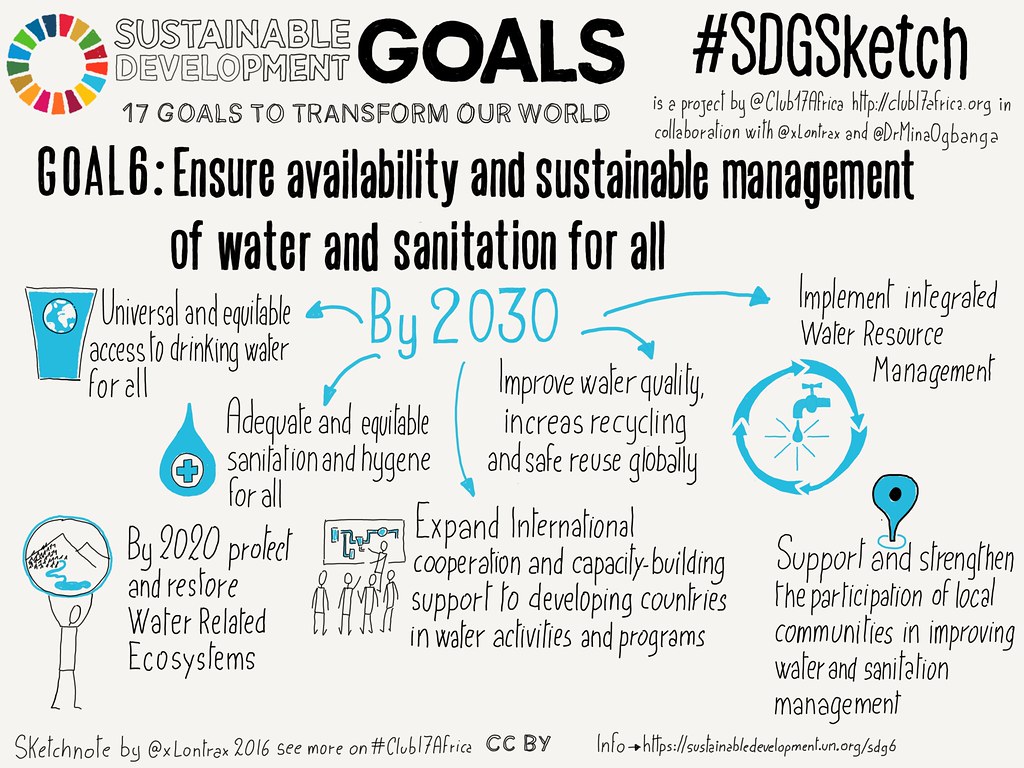 SUSTAINABLE
DEVELOPMENT GOALS
17 GOALS TO TRANSFORM OUR WORLD
#SDGSketch
is a project by @Club17Africa http://club17africa.org in
collaboration with @xLontrax and @DrMinaOgbanga
GOAL6: Ensure availability and sustainable management
of water and sanitation for all
By 2030
Universal and equitable
access to drinking water
for all
Adequate and equitable
sanitation and hygene
for all
Improve water quality,
increas recycling
and safe reuse globally
Implement integrated
Water Resource
Management
By 2020 protect
and restore
Water Related
Ecosystems
Expand International
cooperation and capacity-building
support to developing countries
in water activities and programs
Support and strengthen
the participation of local
communities in improving
water and sanitation
management
Sketchnote by @xLontrax 2016 see more on #Club17Africa CC BY
Info → https://sustainabledevelopment.un.org/sdg6